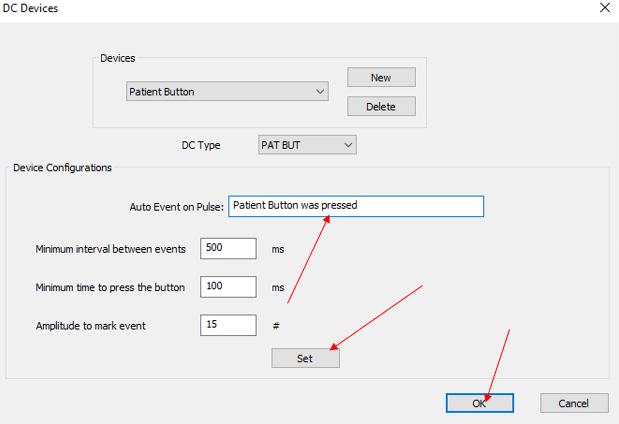 DC Devices
Devices
Patient Button
New
Delete
DC Type
PAT BUT
Device Configurations
Auto Event on Pulse: Patient Button was pressed
Minimum interval between events 500 ms
Minimum time to press the button 100 ms
Amplitude to mark event 15 #
Set
OK Cancel